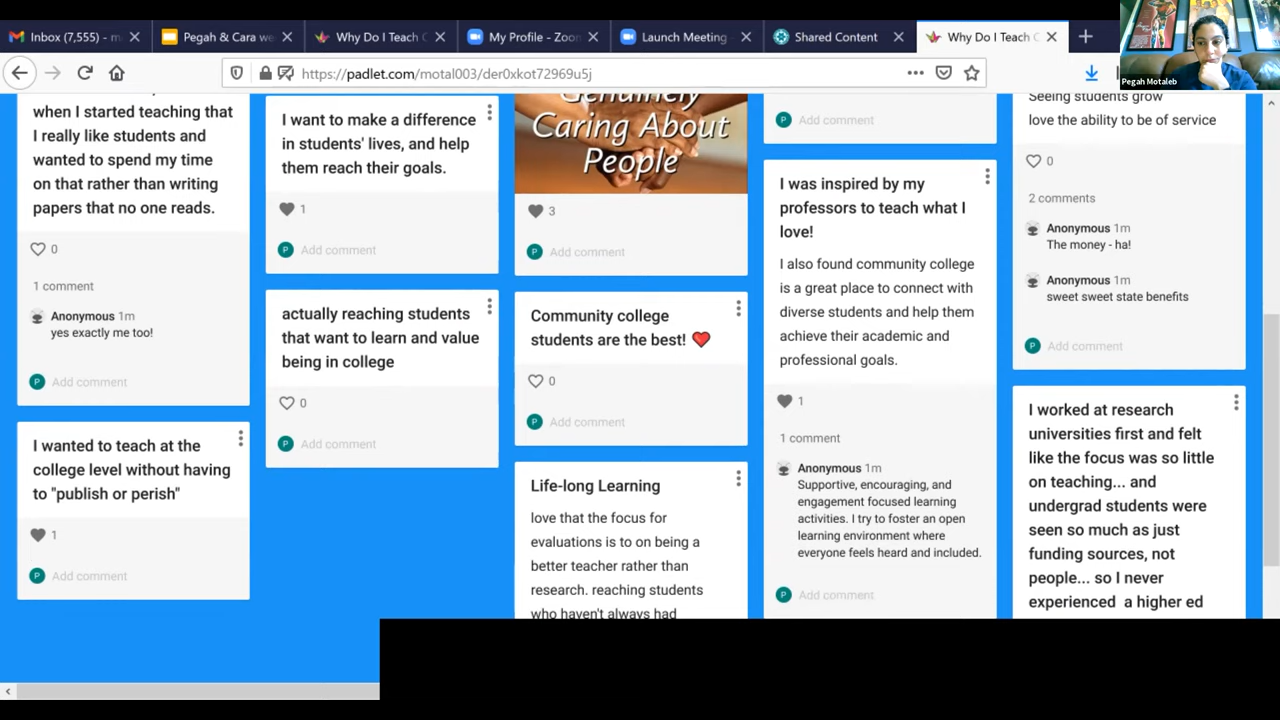 Inbox (7,555) - m
Pegah & Cara we
Why Do I Teach C
My Profile - Zoo
Launch Meeting -
Shared Content
Why Do I Teach C
https://padlet.com/motal003/der0xkot72969u5j
Pegah Motaleb
when I started teaching that
I really like students and
wanted to spend my time
on that rather than writing
papers that no one reads.
0
1 comment
Anonymous 1m
yes exactly me too!
P Add comment
I wanted to teach at the
college level without having
to "publish or perish"
1
P Add comment
I want to make a difference
in students' lives, and help
them reach their goals.
1
P Add comment
actually reaching students
that want to learn and value
being in college
0
P Add comment
Genuinely
Caring About
People
3
P Add comment
Community college
students are the best! ❤️
0
P Add comment
Life-long Learning
love that the focus for
evaluations is to on being a
better teacher rather than
research. reaching students
who haven't always had
P Add comment
I was inspired by my
professors to teach what I
love!
I also found community college
is a great place to connect with
diverse students and help them
achieve their academic and
professional goals.
1
1 comment
Anonymous 1m
Supportive, encouraging, and
engagement focused learning
activities. I try to foster an open
learning environment where
everyone feels heard and included.
P Add comment
Seeing students grow
love the ability to be of service
0
2 comments
Anonymous 1m
The money - ha!
Anonymous 1m
sweet sweet state benefits
P Add comment
I worked at research
universities first and felt
like the focus was so little
on teaching... and
undergrad students were
seen so much as just
funding sources, not
people... so I never
experienced a higher ed